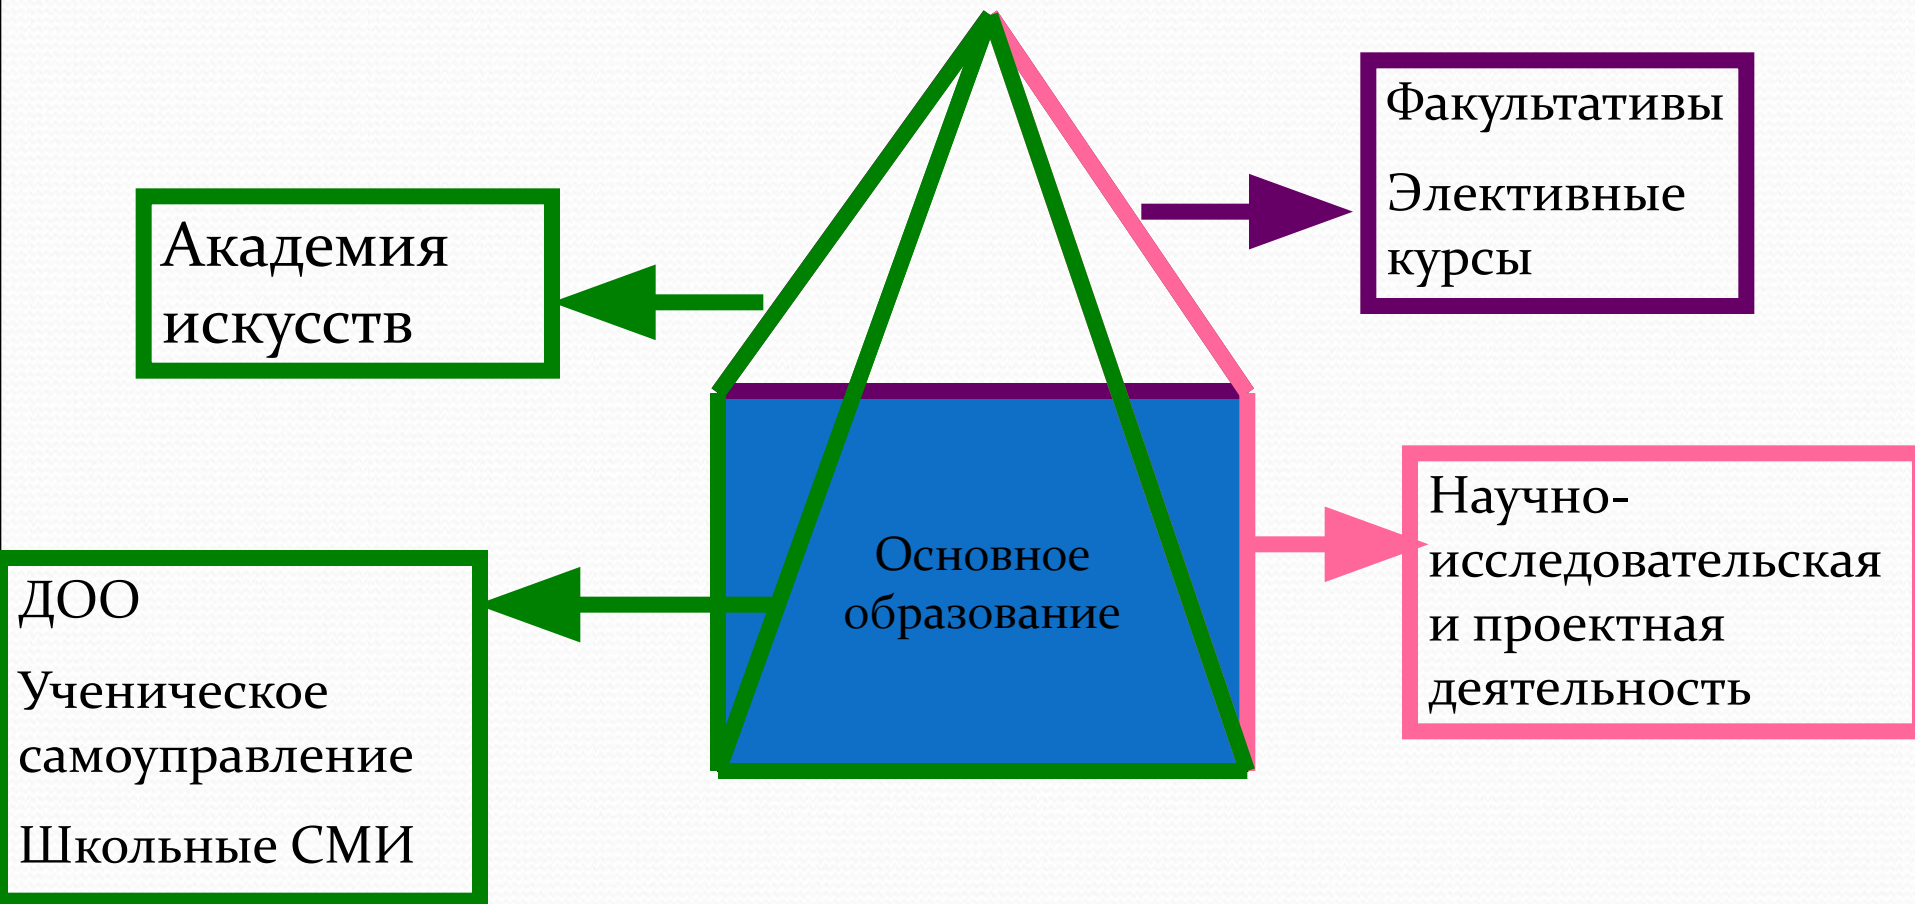 Факультативы
Элективные
курсы
Академия
искусств
Научно-
исследовательская
и проектная
деятельность
Основное
образование
ДОО
Ученическое
самоуправление
Школьные СМИ